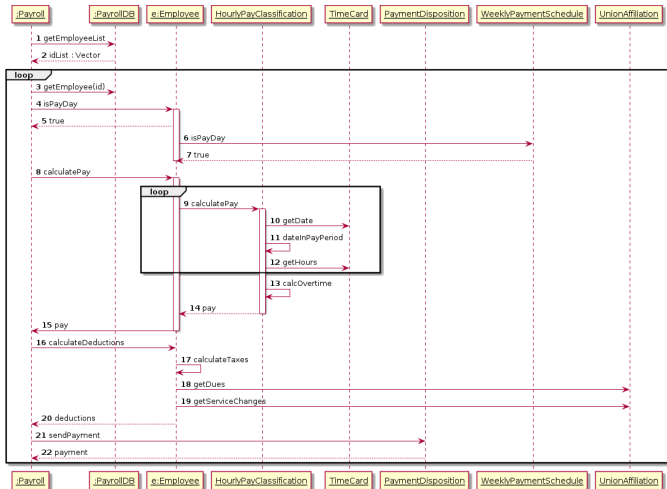 :Payroll :PayrollDB e:Employee HourlyPayClassification TimeCard PaymentDisposition WeeklyPaymentSchedule UnionAffiliation
1 getEmployeeList
2 idList : Vector
loop
3 getEmployee(id)
4 isPayDay
5 true
6 isPayDay
7 true
8 calculatePay
loop
9 calculatePay
10 getDate
11 dateInPayPeriod
12 getHours
13 calcOvertime
14 pay
15 pay
16 calculateDeductions
17 calculateTaxes
18 getDues
19 getServiceChanges
20 deductions
21 sendPayment
22 payment
:Payroll :PayrollDB e:Employee HourlyPayClassification TimeCard PaymentDisposition WeeklyPaymentSchedule UnionAffiliation